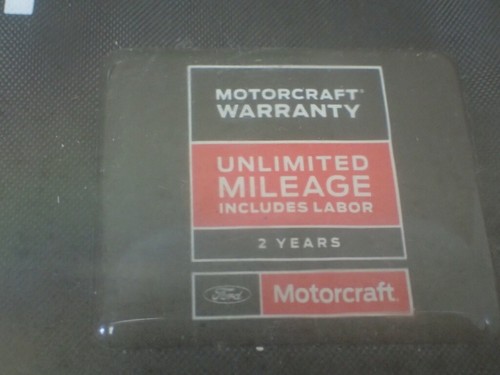 MOTORCRAFT®
WARRANTY
UNLIMITED
MILEAGE
INCLUDES LABOR
2 YEARS
Ford Motorcraft